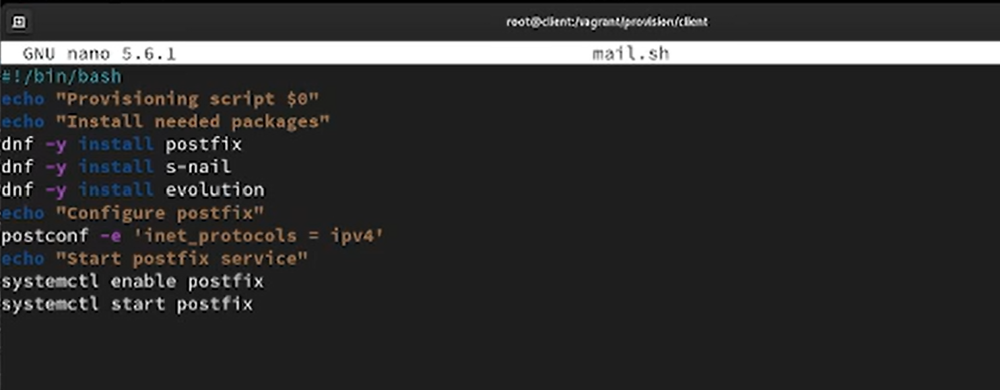 root@client:/vagrant/provision/client
GNU nano 5.6.1 mail.sh
#!/bin/bash
echo "Provisioning script $0"
echo "Install needed packages"
dnf -y install postfix
dnf -y install s-nail
dnf -y install evolution
echo "Configure postfix"
postconf -e 'inet_protocols = ipv4'
echo "Start postfix service"
systemctl enable postfix
systemctl start postfix